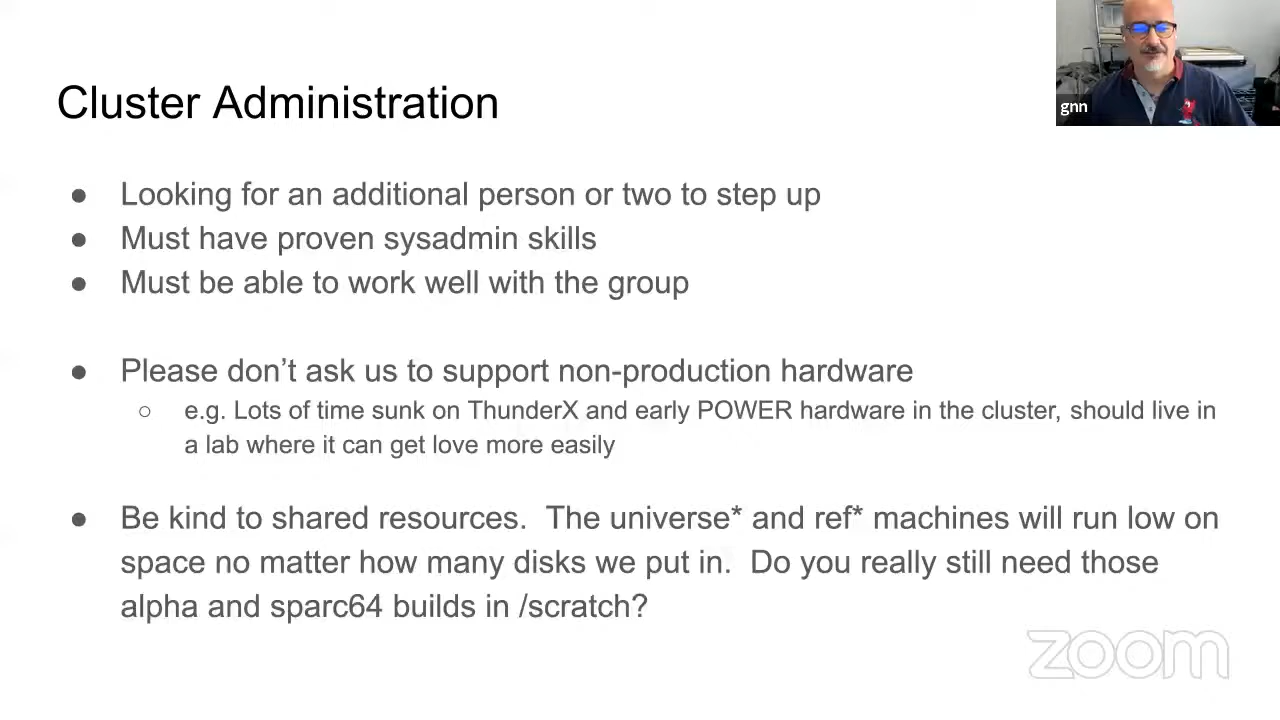 gnn
Cluster Administration
● Looking for an additional person or two to step up
● Must have proven sysadmin skills
● Must be able to work well with the group
● Please don’t ask us to support non-production hardware
○ e.g. Lots of time sunk on ThunderX and early POWER hardware in the cluster, should live in
a lab where it can get love more easily
● Be kind to shared resources.  The universe* and ref* machines will run low on
space no matter how many disks we put in.  Do you really still need those
alpha and sparc64 builds in /scratch?
zoom